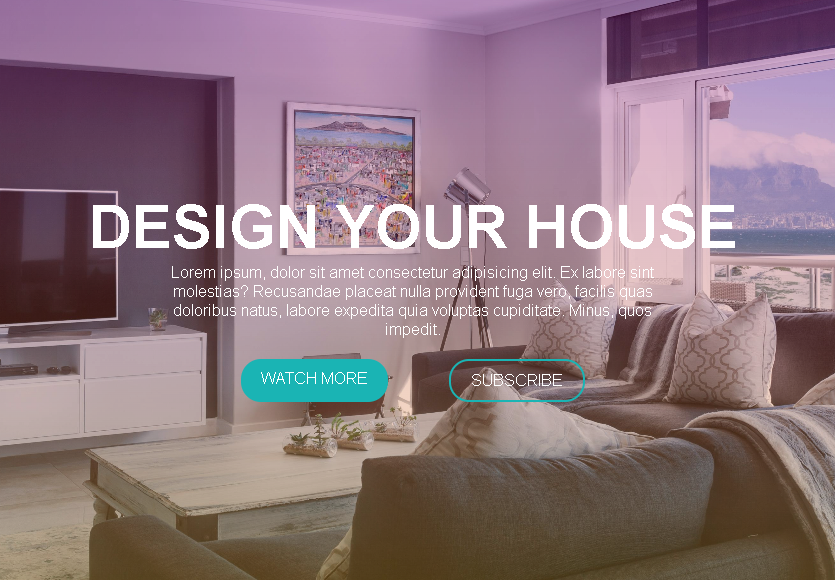 DESIGN YOUR HOUSE
Lorem ipsum, dolor sit amet consectetur adipisicing elit. Ex labore sint
molestias? Recusandae placeat nulla provident fuga vero, facilis quas
doloribus natus, labore expedita quia voluptas cupiditate. Minus, quos
impedit.
WATCH MORE
SUBSCRIBE